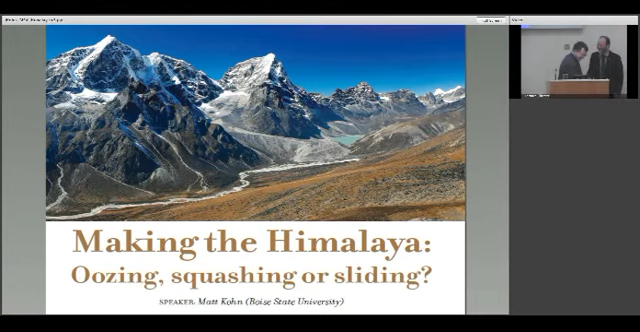 Making the Himalaya:
Oozing, squashing or sliding?
SPEAKER: Matt Kohn (Boise State University)